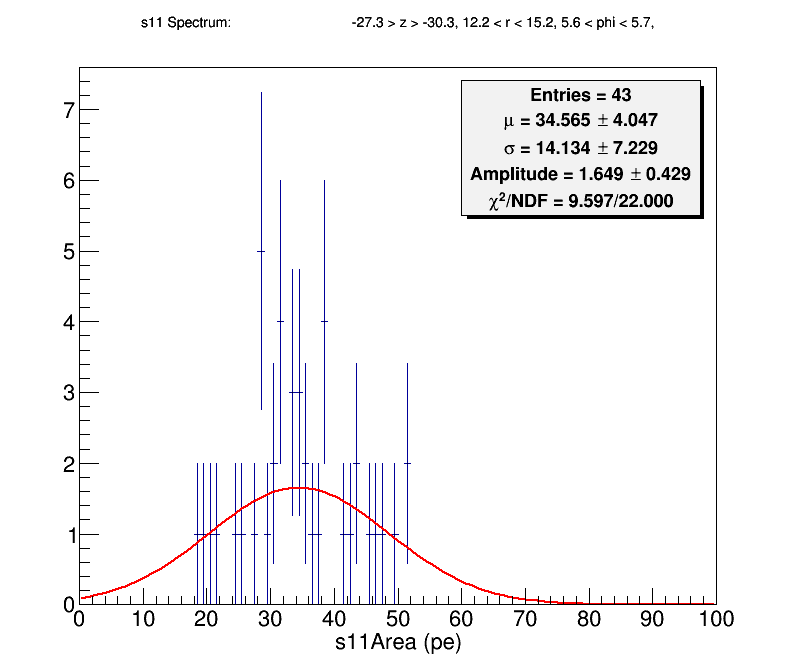 s11 Spectrum: -27.3 > z > -30.3, 12.2 < r < 15.2, 5.6 < phi < 5.7,
Entries = 43
μ = 34.565 ± 4.047
σ = 14.134 ± 7.229
Amplitude = 1.649 ± 0.429
χ²/NDF = 9.597/22.000
7
6
5
4
3
2
1
0
0 10 20 30 40 50 60 70 80 90 100
s11Area (pe)